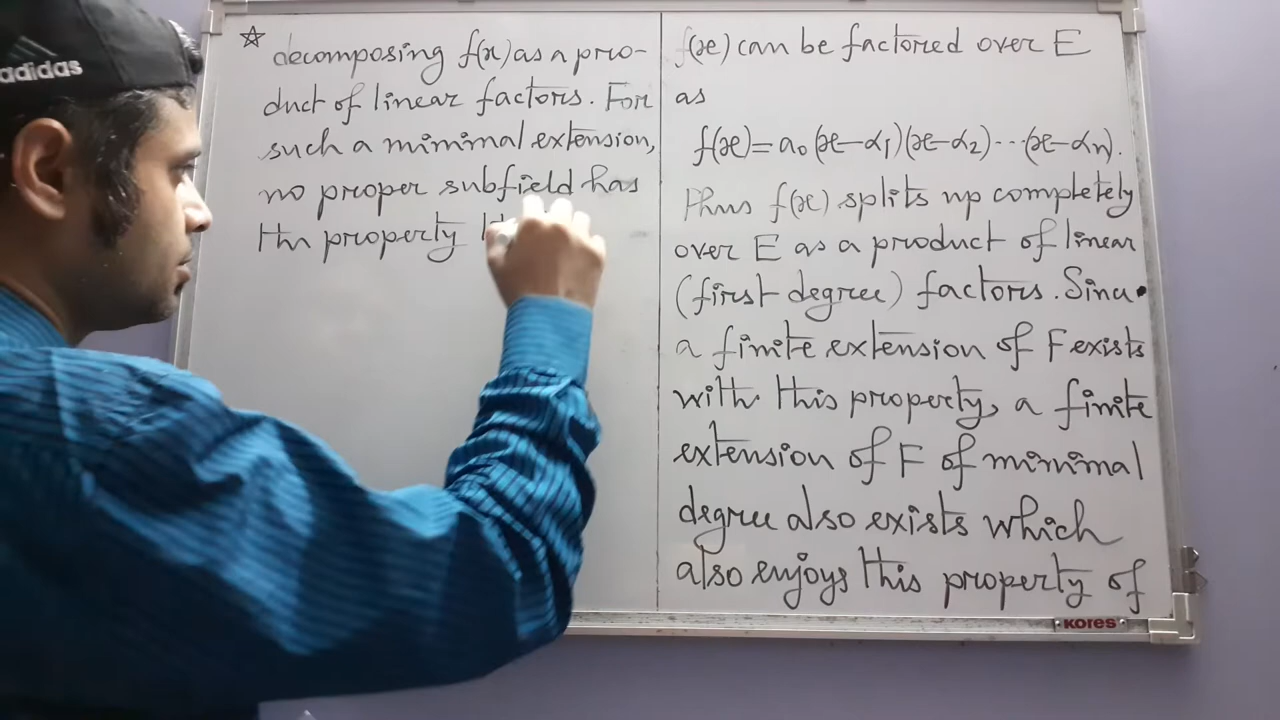 adidas
☆ decomposing f(x) as a pro-
duct of linear factors. For
such a minimal extension,
no proper subfield has
the property
f(x) can be factored over E
as
f(x)=a₀(x-α₁)(x-α₂)···(x-αₙ).
Thus f(x) splits up completely
over E as a product of linear
(first degree) factors. Since
a finite extension of F exists
with this property, a finite
extension of F of minimal
degree also exists which
also enjoys this property of
KORES